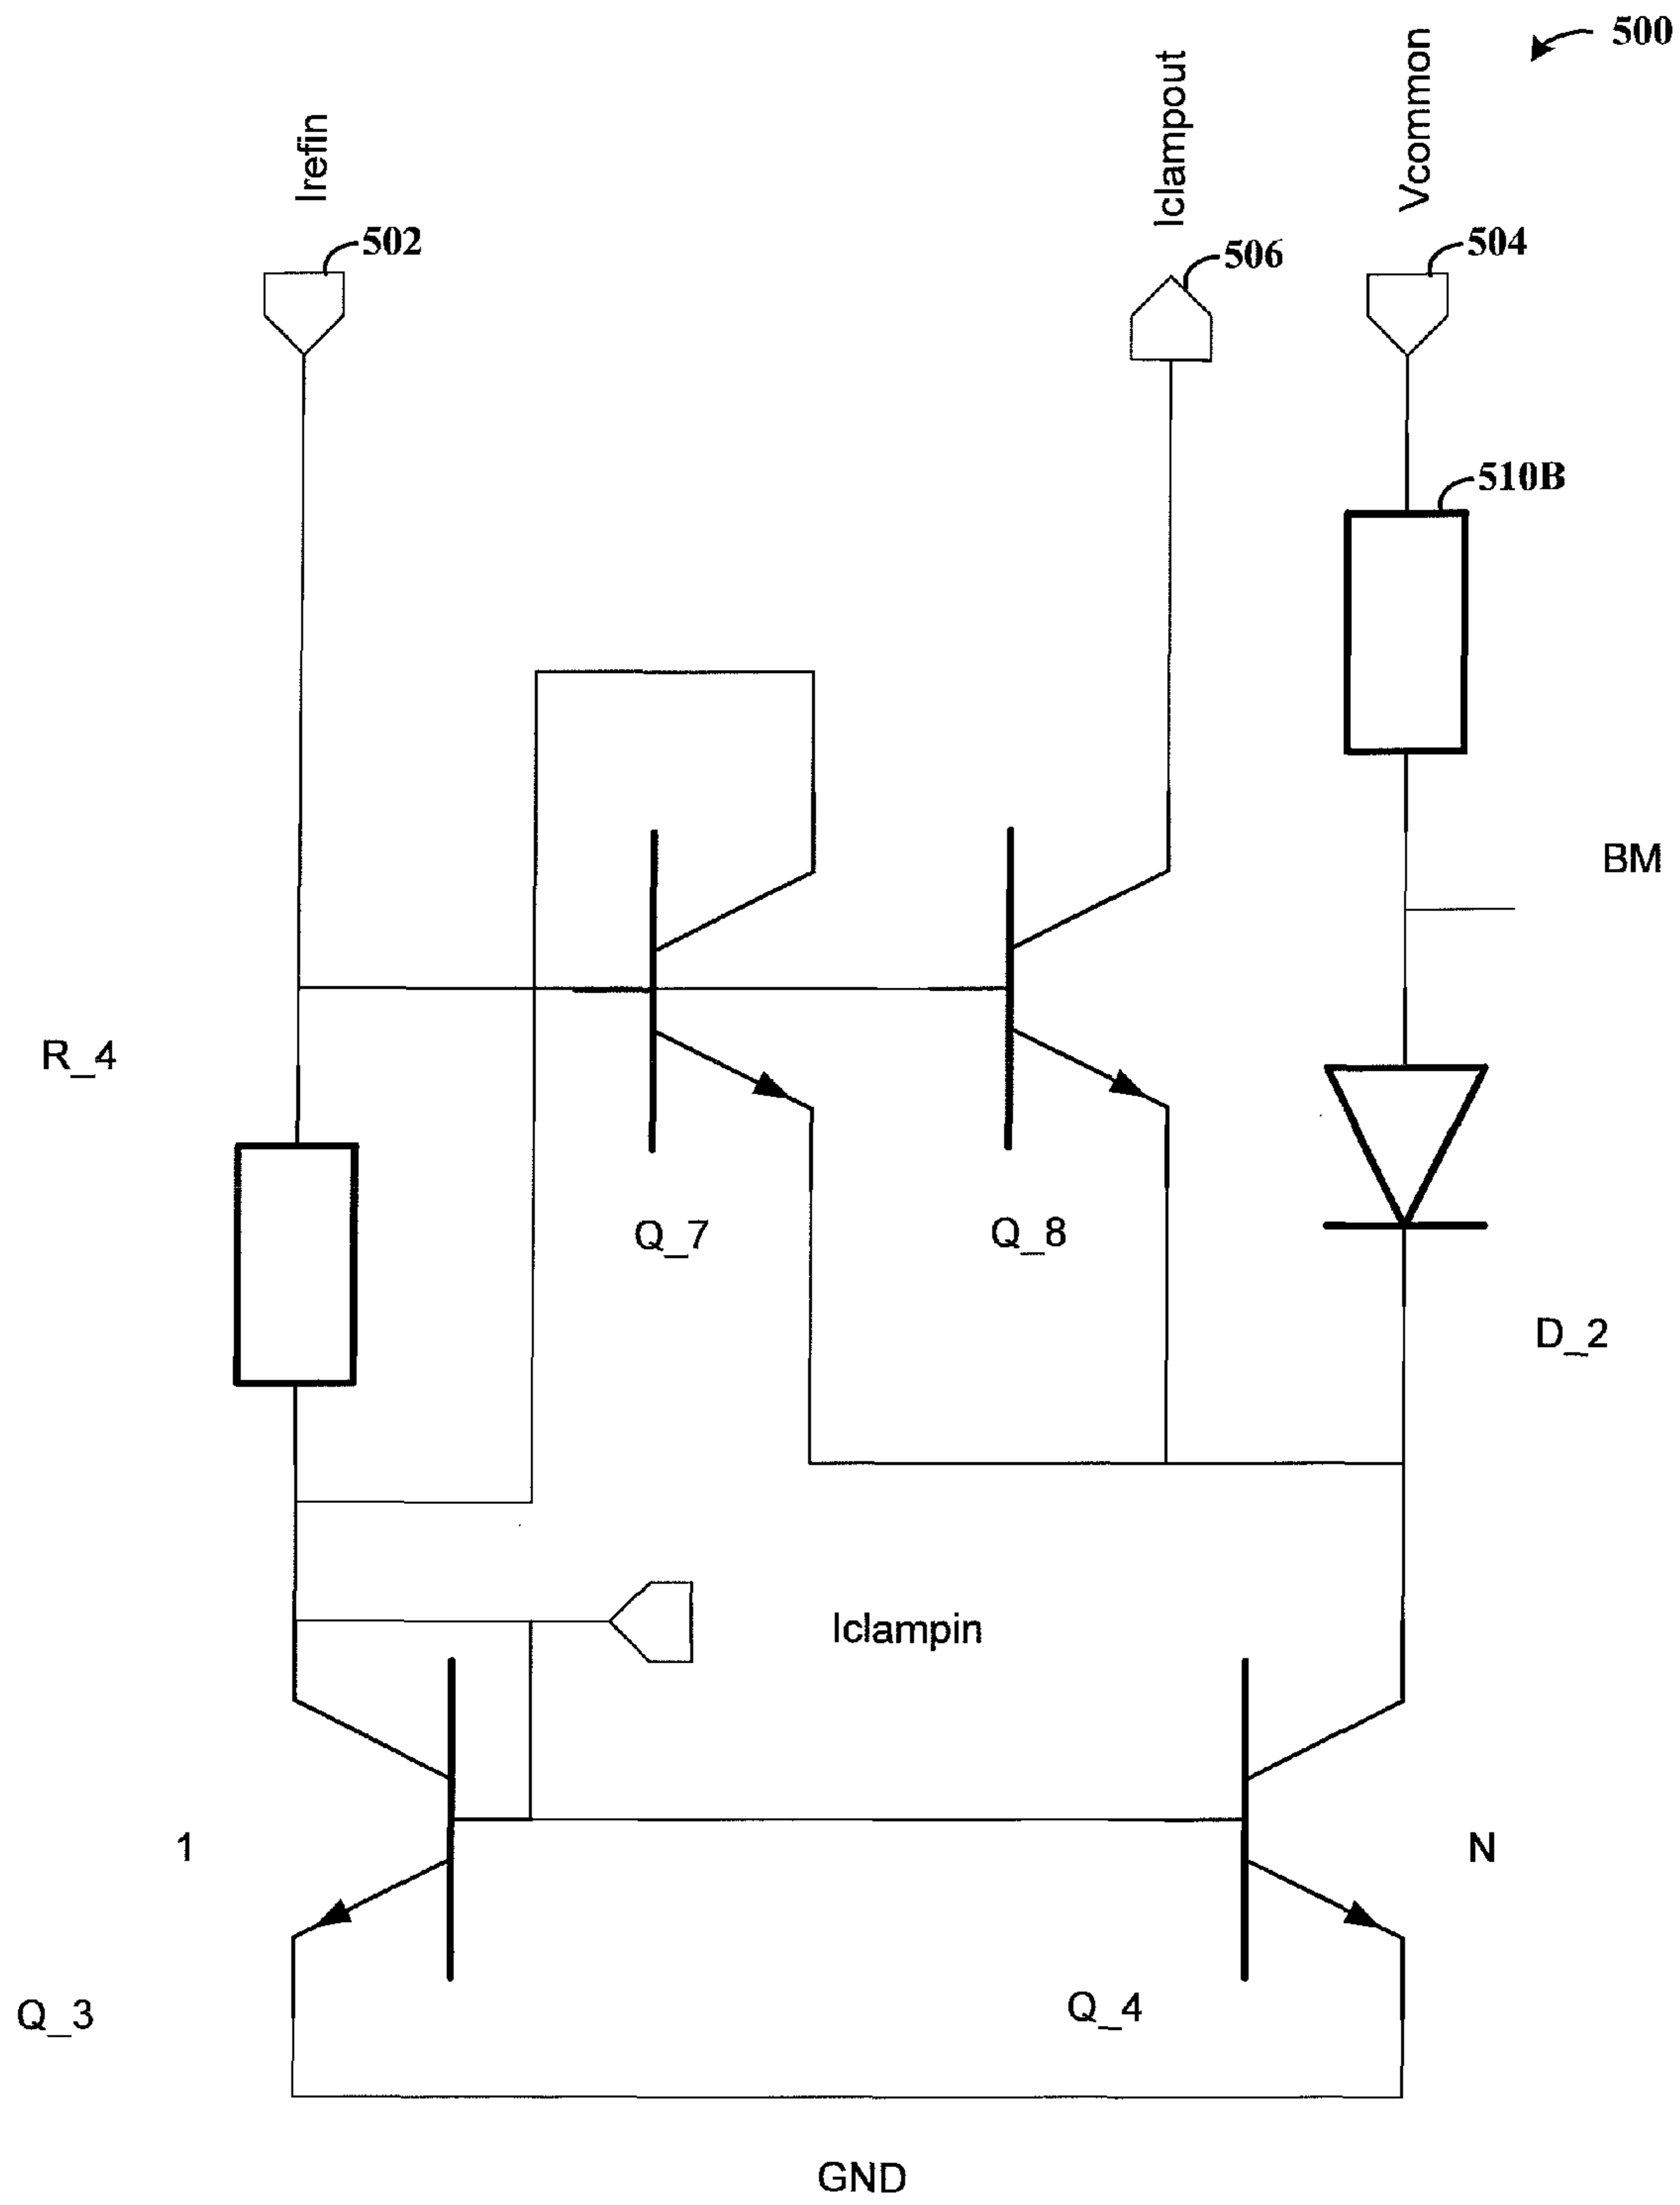 500
Irefin
Iclampout
Vcommon
502
506
504
510B
BM
R_4
Q_7
Q_8
D_2
Iclampin
1
N
Q_3
Q_4
GND